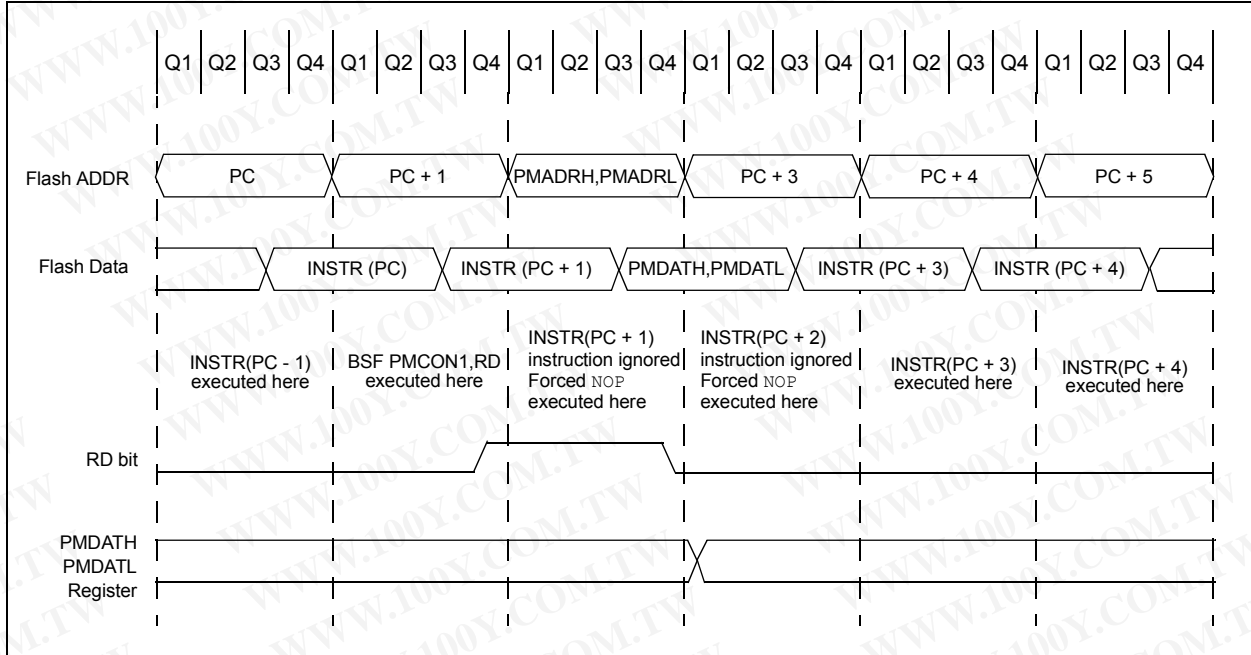 Q1 Q2 Q3 Q4 Q1 Q2 Q3 Q4 Q1 Q2 Q3 Q4 Q1 Q2 Q3 Q4 Q1 Q2 Q3 Q4 Q1 Q2 Q3 Q4
Flash ADDR PC PC + 1 PMADRH,PMADRL PC + 3 PC + 4 PC + 5
Flash Data INSTR (PC) INSTR (PC + 1) PMDATH,PMDATL INSTR (PC + 3) INSTR (PC + 4)
INSTR(PC - 1)
executed here
BSF PMCON1,RD
executed here
INSTR(PC + 1)
instruction ignored
Forced NOP
executed here
INSTR(PC + 2)
instruction ignored
Forced NOP
executed here
INSTR(PC + 3)
executed here
INSTR(PC + 4)
executed here
RD bit
PMDATH
PMDATL
Register
WWW.100Y.COM.TW